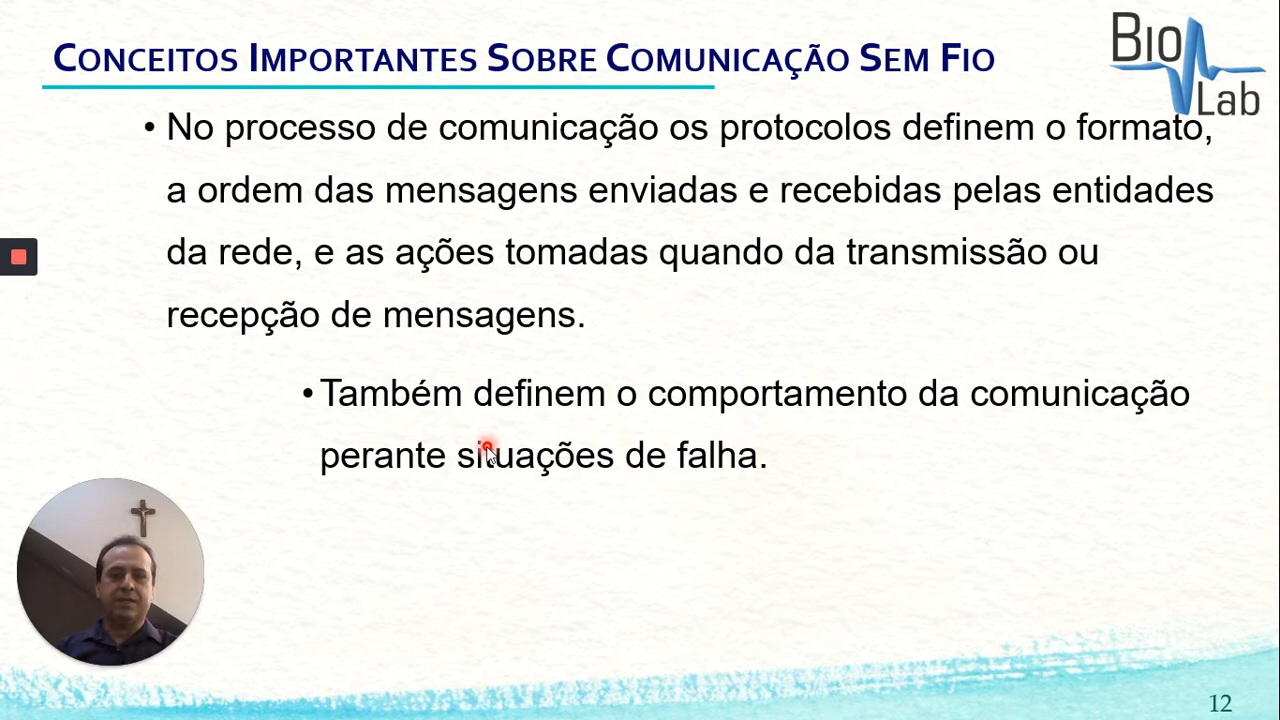 CONCEITOS IMPORTANTES SOBRE COMUNICAÇÃO SEM FIO
Bio
Lab
• No processo de comunicação os protocolos definem o formato,
a ordem das mensagens enviadas e recebidas pelas entidades
da rede, e as ações tomadas quando da transmissão ou
recepção de mensagens.
• Também definem o comportamento da comunicação
perante situações de falha.
12